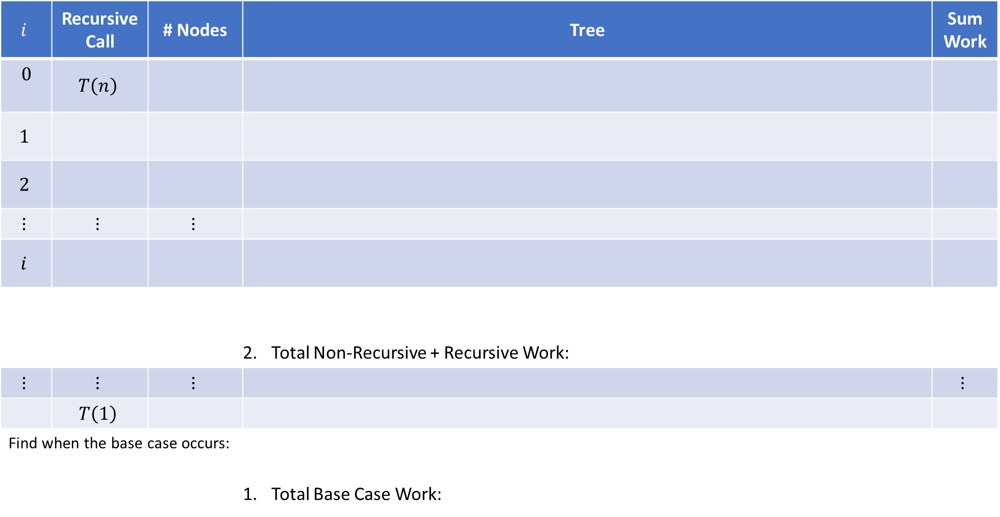 i Recursive Call # Nodes Tree Sum Work
0 T(n)
1
2
⋮ ⋮ ⋮
i
2. Total Non-Recursive + Recursive Work:
⋮ ⋮ ⋮ ⋮
T(1)
Find when the base case occurs:
1. Total Base Case Work: